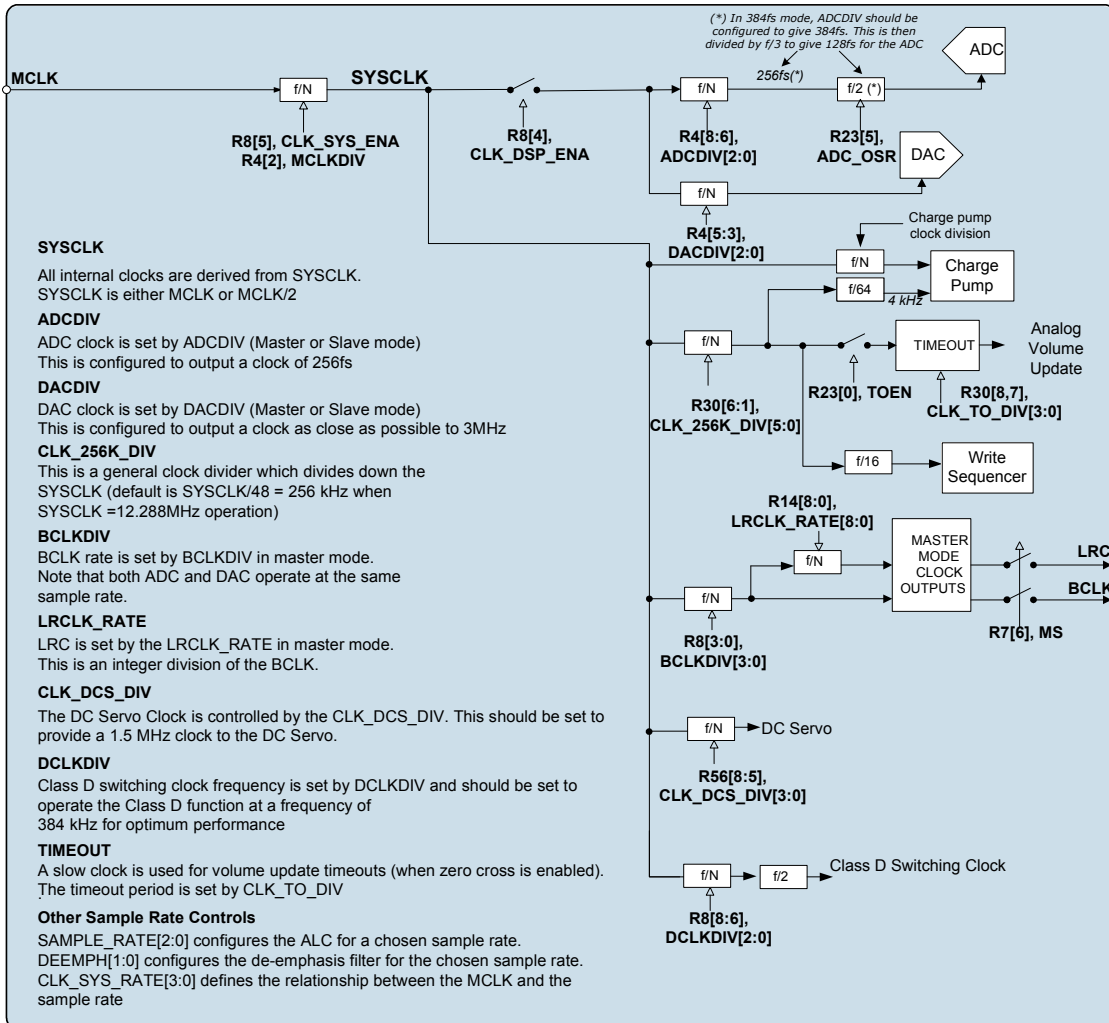 (*) In 384fs mode, ADCDIV should be
configured to give 384fs. This is then
divided by f/3 to give 128fs for the ADC
ADC
MCLK
SYSCLK
256fs(*)
f/N
f/N
f/2 (*)
R8[5], CLK_SYS_ENA
R4[2], MCLKDIV
R8[4],
CLK_DSP_ENA
R4[8:6],
ADCDIV[2:0]
R23[5],
ADC_OSR
DAC
f/N
R4[5:3],
DACDIV[2:0]
Charge pump
clock division
f/N
Charge
Pump
f/64
4 kHz
f/N
TIMEOUT
Analog
Volume
Update
R30[6:1],
CLK_256K_DIV[5:0]
R23[0], TOEN
R30[8,7],
CLK_TO_DIV[3:0]
f/16
Write
Sequencer
R14[8:0],
LRCLK_RATE[8:0]
f/N
MASTER
MODE
CLOCK
OUTPUTS
LRC
BCLK
f/N
R7[6], MS
R8[3:0],
BCLKDIV[3:0]
f/N
DC Servo
R56[8:5],
CLK_DCS_DIV[3:0]
f/N
f/2
Class D Switching Clock
R8[8:6],
DCLKDIV[2:0]
SYSCLK
All internal clocks are derived from SYSCLK.
SYSCLK is either MCLK or MCLK/2
ADCDIV
ADC clock is set by ADCDIV (Master or Slave mode)
This is configured to output a clock of 256fs
DACDIV
DAC clock is set by DACDIV (Master or Slave mode)
This is configured to output a clock as close as possible to 3MHz
CLK_256K_DIV
This is a general clock divider which divides down the
SYSCLK (default is SYSCLK/48 = 256 kHz when
SYSCLK =12.288MHz operation)
BCLKDIV
BCLK rate is set by BCLKDIV in master mode.
Note that both ADC and DAC operate at the same
sample rate.
LRCLK_RATE
LRC is set by the LRCLK_RATE in master mode.
This is an integer division of the BCLK.
CLK_DCS_DIV
The DC Servo Clock is controlled by the CLK_DCS_DIV. This should be set to
provide a 1.5 MHz clock to the DC Servo.
DCLKDIV
Class D switching clock frequency is set by DCLKDIV and should be set to
operate the Class D function at a frequency of
384 kHz for optimum performance
TIMEOUT
A slow clock is used for volume update timeouts (when zero cross is enabled).
The timeout period is set by CLK_TO_DIV
.
Other Sample Rate Controls
SAMPLE_RATE[2:0] configures the ALC for a chosen sample rate.
DEEMPH[1:0] configures the de-emphasis filter for the chosen sample rate.
CLK_SYS_RATE[3:0] defines the relationship between the MCLK and the
sample rate